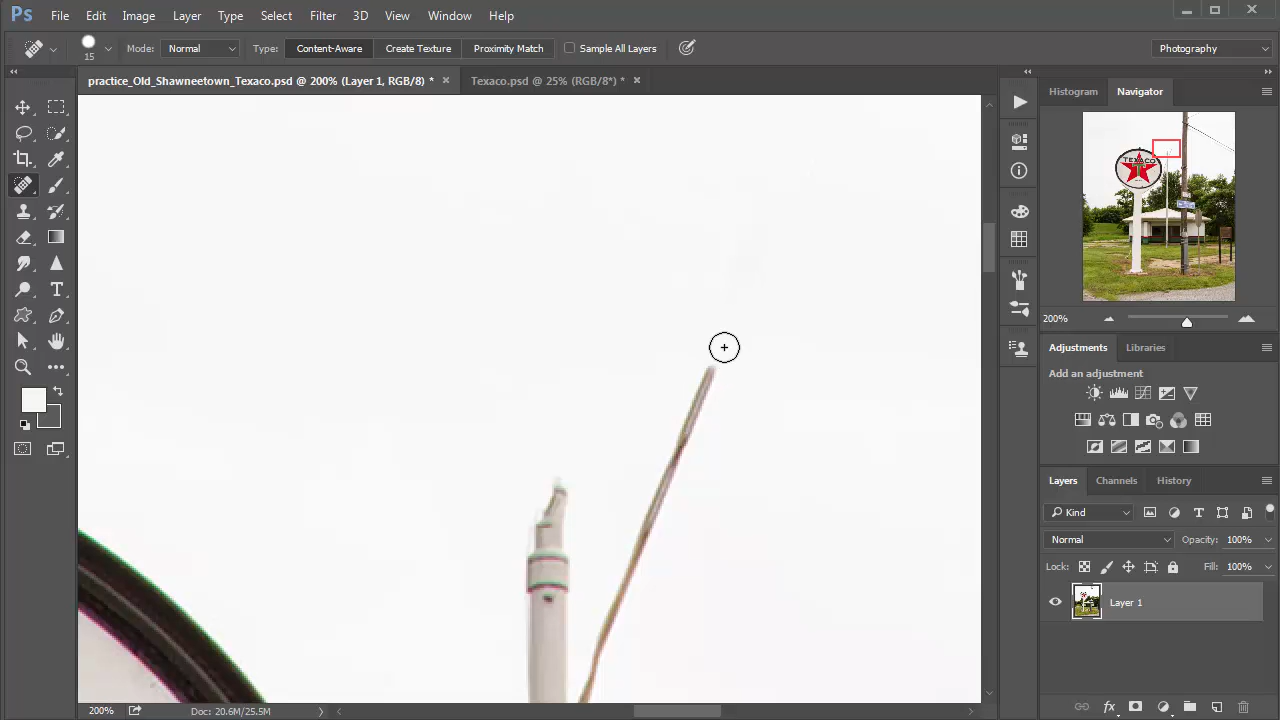 Ps File Edit Image Layer Type Select Filter 3D View Window Help
15 Mode: Normal Type: Content-Aware Create Texture Proximity Match Sample All Layers Photography
practice_Old_Shawneetown_Texaco.psd @ 200% (Layer 1, RGB/8) * × Texaco.psd @ 25% (RGB/8*) * ×
Histogram Navigator
TEXACO
200%
Adjustments Libraries
Add an adjustment
Layers Channels History
Kind
Normal Opacity: 100%
Lock: Fill: 100%
Layer 1
200% Doc: 20.6M/25.5M